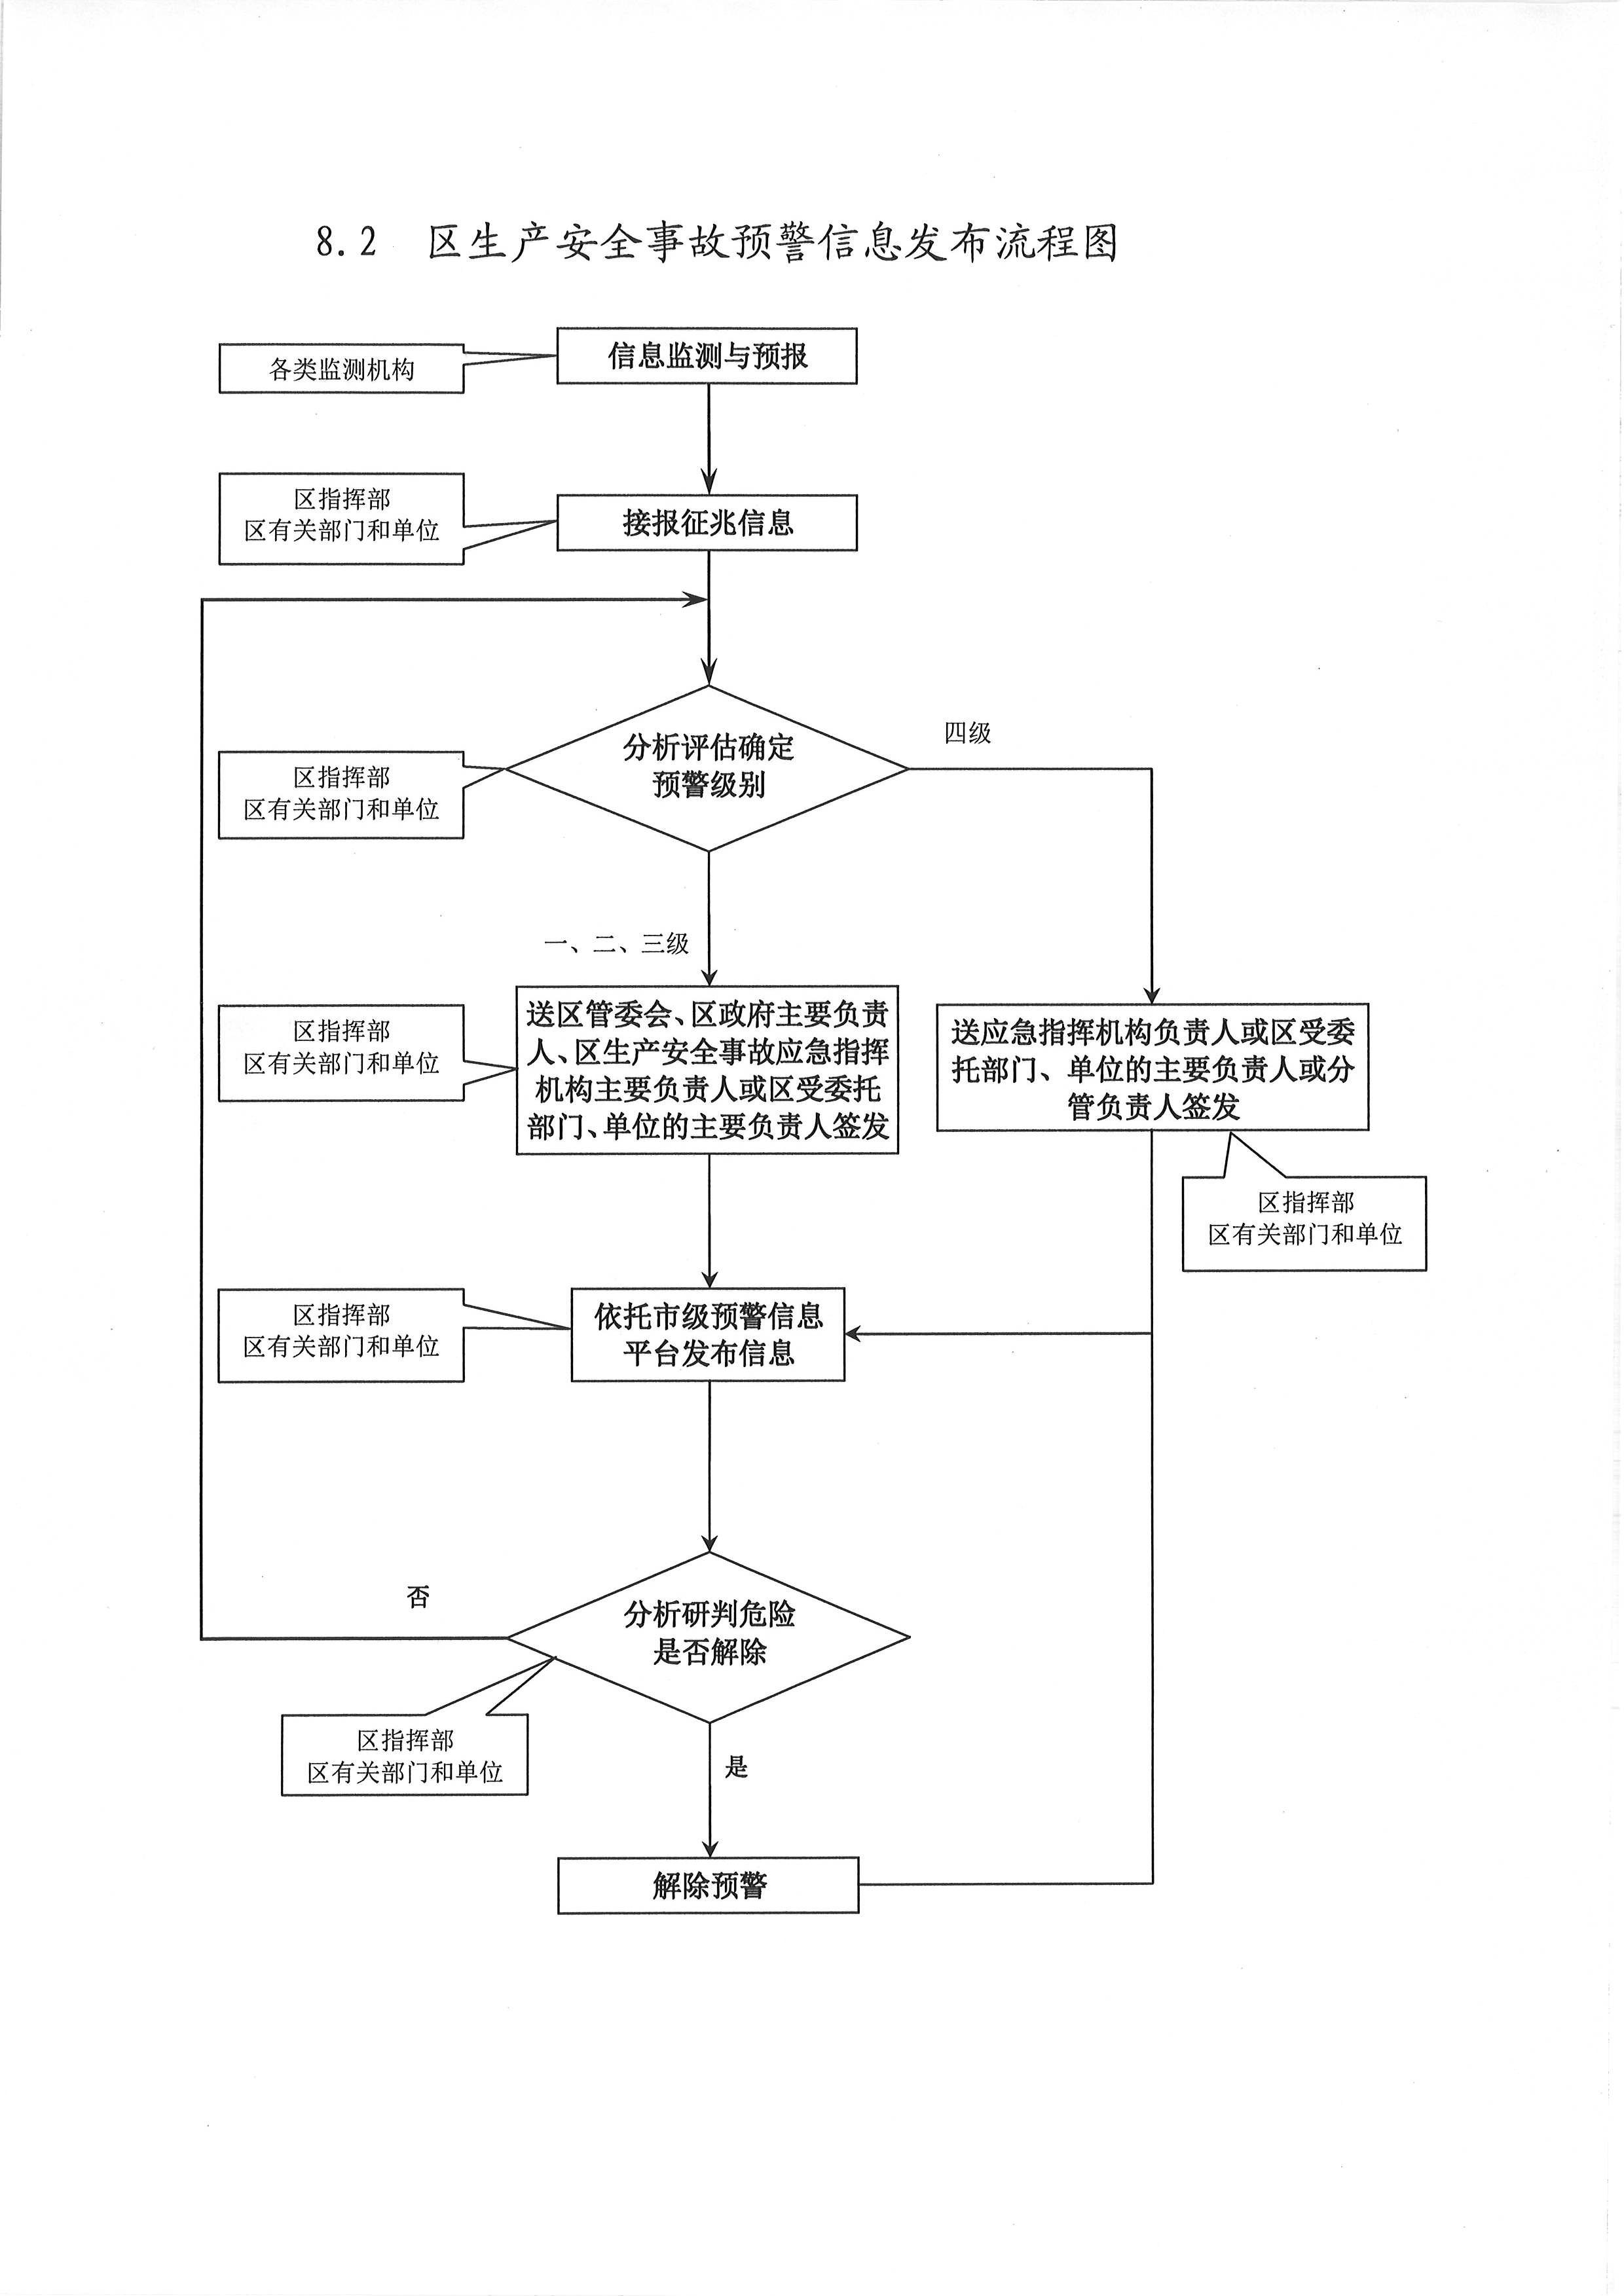 8.2 区生产安全事故预警信息发布流程图
各类监测机构
信息监测与预报
区指挥部
区有关部门和单位
接报征兆信息
四级
分析评估确定
预警级别
区指挥部
区有关部门和单位
一、二、三级
区指挥部
区有关部门和单位
送区管委会、区政府主要负责
人、区生产安全事故应急指挥
机构主要负责人或区受委托
部门、单位的主要负责人签发
送应急指挥机构负责人或区受委
托部门、单位的主要负责人或分
管负责人签发
区指挥部
区有关部门和单位
区指挥部
区有关部门和单位
依托市级预警信息
平台发布信息
否
分析研判危险
是否解除
区指挥部
区有关部门和单位
是
解除预警